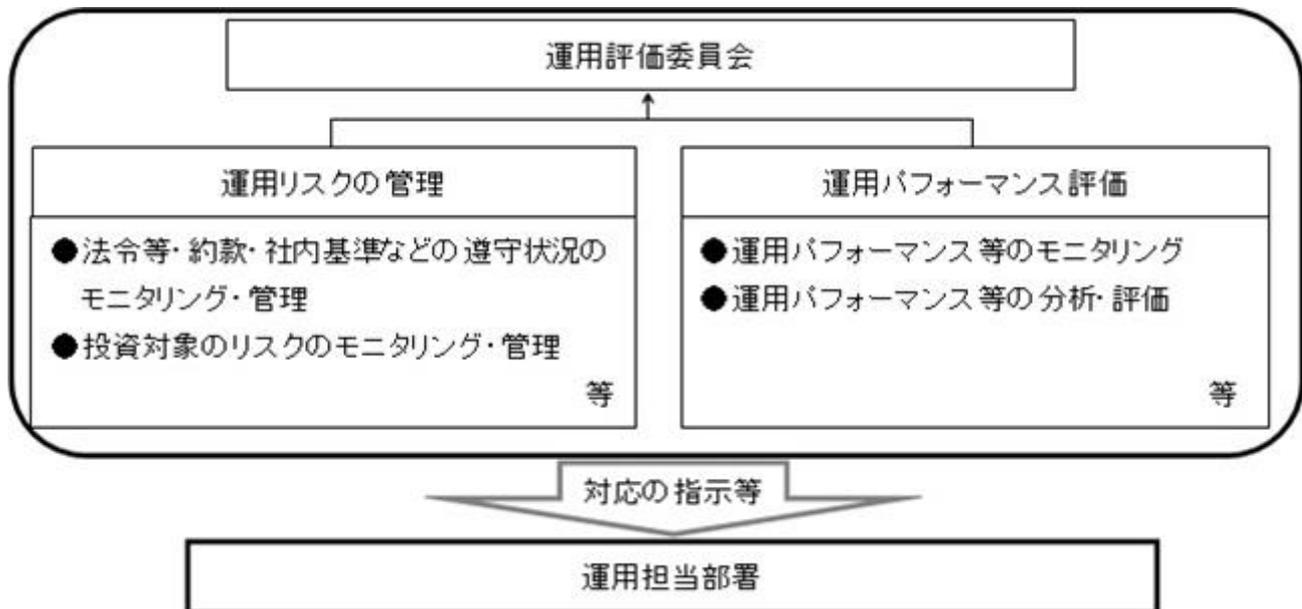 運用評価委員会
運用リスクの管理
●法令等・約款・社内基準などの遵守状況の
モニタリング・管理
●投資対象のリスクのモニタリング・管理
等
運用パフォーマンス評価
●運用パフォーマンス等のモニタリング
●運用パフォーマンス等の分析・評価
等
対応の指示等
運用担当部署